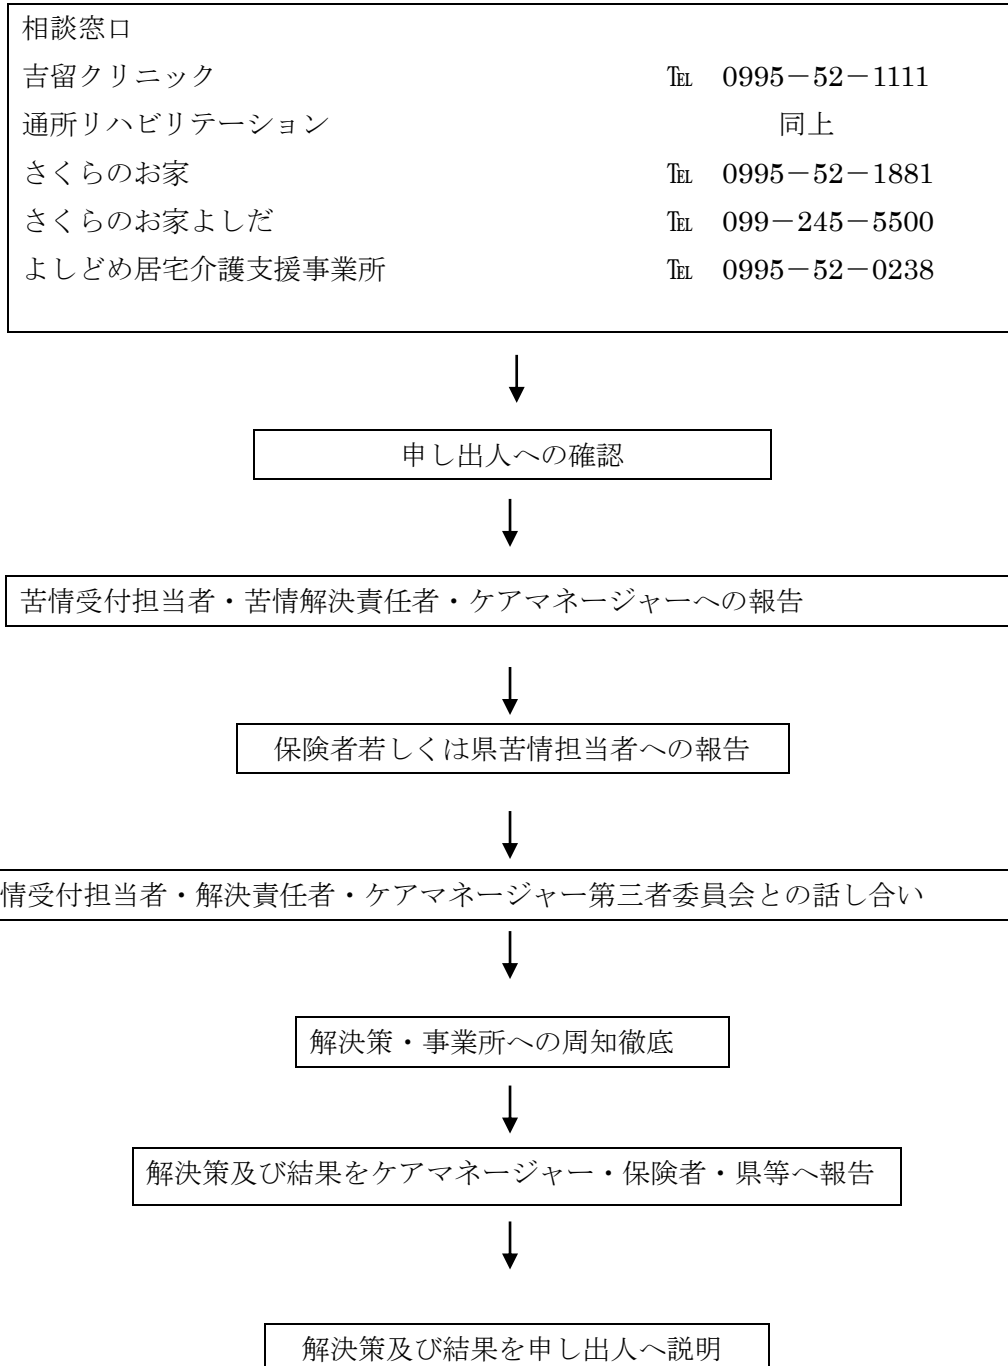 相談窓口
吉留クリニック ℡ 0995－52－1111
通所リハビリテーション 同上
さくらのお家 ℡ 0995－52－1881
さくらのお家よしだ ℡ 099－245－5500
よしどめ居宅介護支援事業所 ℡ 0995－52－0238
申し出人への確認
苦情受付担当者・苦情解決責任者・ケアマネージャーへの報告
保険者若しくは県苦情担当者への報告
情受付担当者・解決責任者・ケアマネージャー第三者委員会との話し合い
解決策・事業所への周知徹底
解決策及び結果をケアマネージャー・保険者・県等へ報告
解決策及び結果を申し出人へ説明